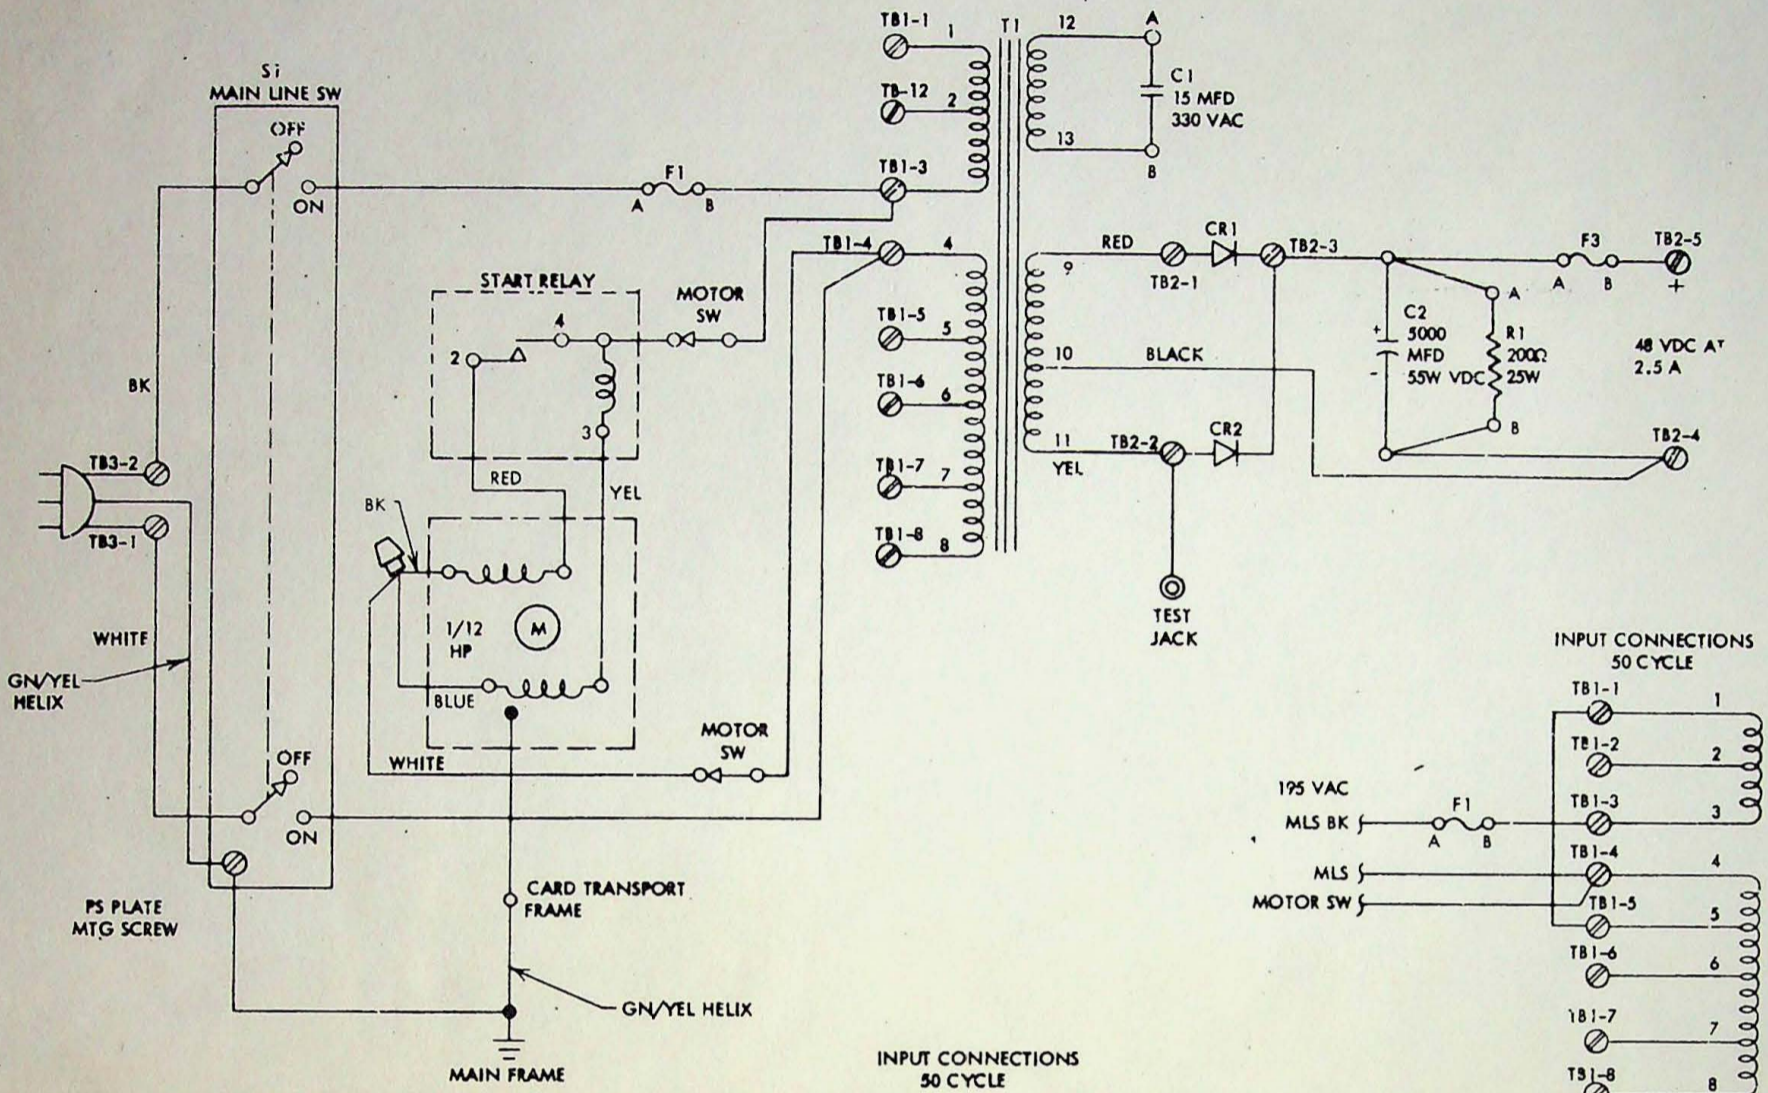 Si
MAIN LINE SW
OFF
ON
F1
A
B
BK
TB3-2
TB3-1
WHITE
GN/YEL
HELIX
OFF
ON
PS PLATE
MTG SCREW
START RELAY
4
2
3
MOTOR
SW
RED
YEL
BK
1/12
HP
M
BLUE
WHITE
MOTOR
SW
CARD TRANSPORT
FRAME
GN/YEL HELIX
MAIN FRAME
TB1-1
1
TB-12
2
TB1-3
TB1-4
4
TB1-5
5
TB1-6
6
TB1-7
7
TB1-8
8
T1
12
A
C1
15 MFD
330 VAC
13
B
RED
9
TB2-1
CR1
TB2-3
10
BLACK
11
YEL
TB2-2
CR2
TEST
JACK
C2
5000
MFD
55W VDC
+
-
A
R1
200Ω
25W
B
F3
A
B
TB2-5
+
48 VDC AT
2.5 A
TB2-4
INPUT CONNECTIONS
50 CYCLE
TB1-1
1
TB1-2
2
195 VAC
MLS BK
F1
A
B
TB1-3
3
MLS
TB1-4
4
MOTOR SW
TB1-5
5
TB1-6
6
TB1-7
7
TB1-8
8
INPUT CONNECTIONS
50 CYCLE